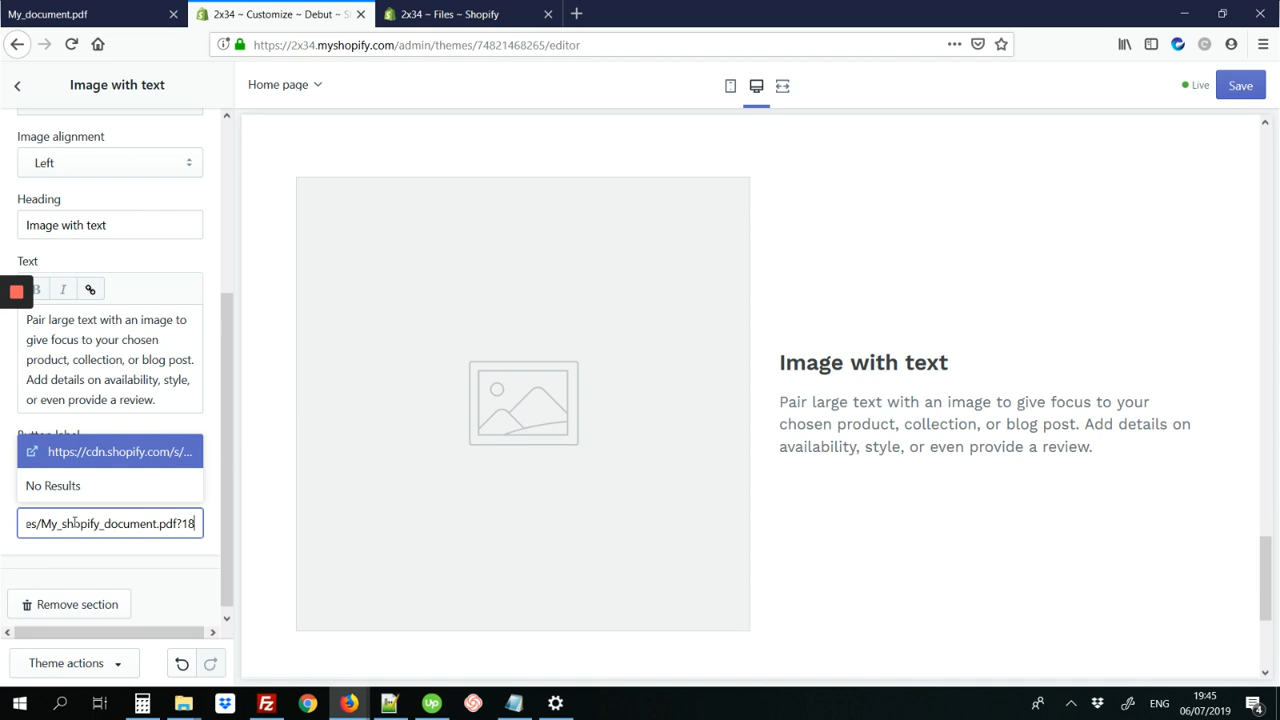 My_document.pdf
2x34 ~ Customize ~ Debut ~ S
2x34 ~ Files ~ Shopify
https://2x34.myshopify.com/admin/themes/74821468265/editor
Image with text
Home page
Live
Save
Image alignment
Left
Heading
Image with text
Text
B I
Pair large text with an image to
give focus to your chosen
product, collection, or blog post.
Add details on availability, style,
or even provide a review.
Button label
https://cdn.shopify.com/s/...
No Results
es/My_shopify_document.pdf?18
Remove section
Theme actions
Image with text
Pair large text with an image to give focus to your
chosen product, collection, or blog post. Add details on
availability, style, or even provide a review.
ENG
19:45
06/07/2019
4